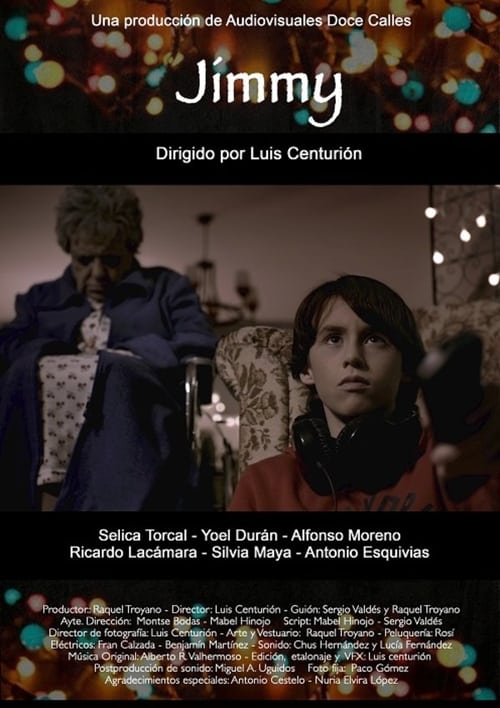 Una producción de Audiovisuales Doce Calles
Jimmy
Dirigido por Luis Centurión
Selica Torcal - Yoel Durán - Alfonso Moreno
Ricardo Lacámara - Silvia Maya - Antonio Esquivias
Productor: Raquel Troyano - Director: Luis Centurión - Guión: Sergio Valdés y Raquel Troyano
Ayte. Dirección: Montse Bodas - Mabel Hinojo Script: Mabel Hinojo - Sergio Valdés
Director de fotografía: Luis Centurión - Arte y Vestuario: Raquel Troyano - Peluquería: Rosí
Eléctricos: Fran Calzada - Benjamín Martínez - Sonido: Chus Hernández y Lucía Fernández
Música Original: Alberto R. Valhermoso - Edición, etalonaje y VFX: Luis centurión
Postproducción de sonido: Miguel A. Uguidos Foto fija: Paco Gómez
Agradecimientos especiales: Antonio Cestelo - Nuria Elvira López